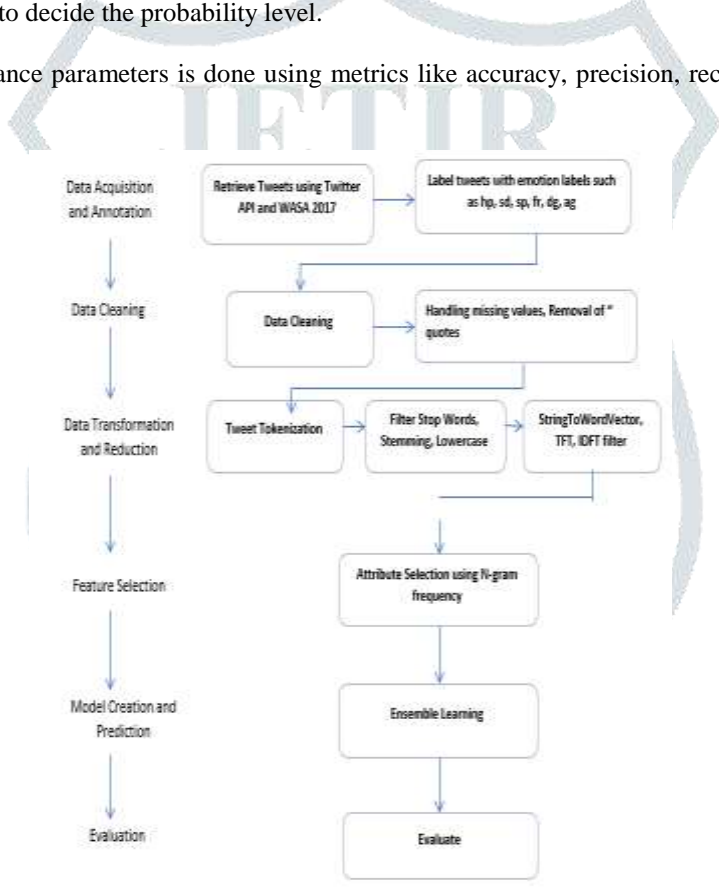 to decide the probability level.
ance parameters is done using metrics like accuracy, precision, rec
JETIR
Data Acquisition
and Annotation
Retrieve Tweets using Twitter
API and WASA 2017
Label tweets with emotion labels such
as hp, sd, sp, fr, dg, ag
Data Cleaning
Data Cleaning
Handling missing values, Removal of "
quotes
Data Transformation
and Reduction
Tweet Tokenization
Filter Stop Words,
Stemming, Lowercase
StringToWordVector,
TFT, IDFT filter
Feature Selection
Attribute Selection using N-gram
frequency
Model Creation and
Prediction
Ensemble Learning
Evaluation
Evaluate